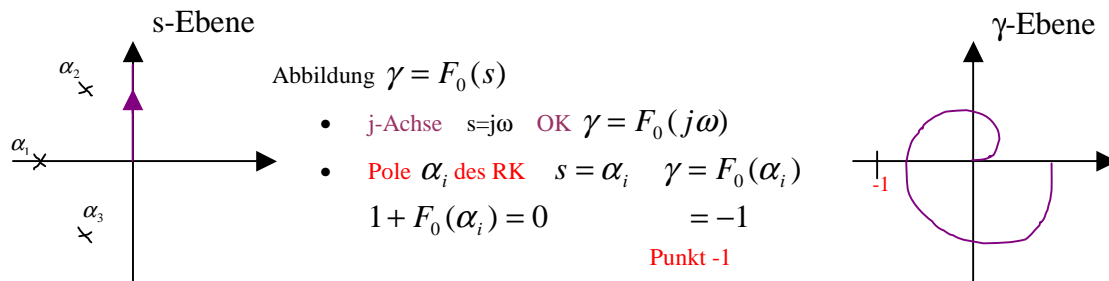 s-Ebene
γ-Ebene
α₂
α₁
α₃
Abbildung γ = F₀(s)
• j-Achse s=jω OK γ = F₀(jω)
• Pole αᵢ des RK s = αᵢ γ = F₀(αᵢ)
1 + F₀(αᵢ) = 0 = −1
Punkt -1
-1